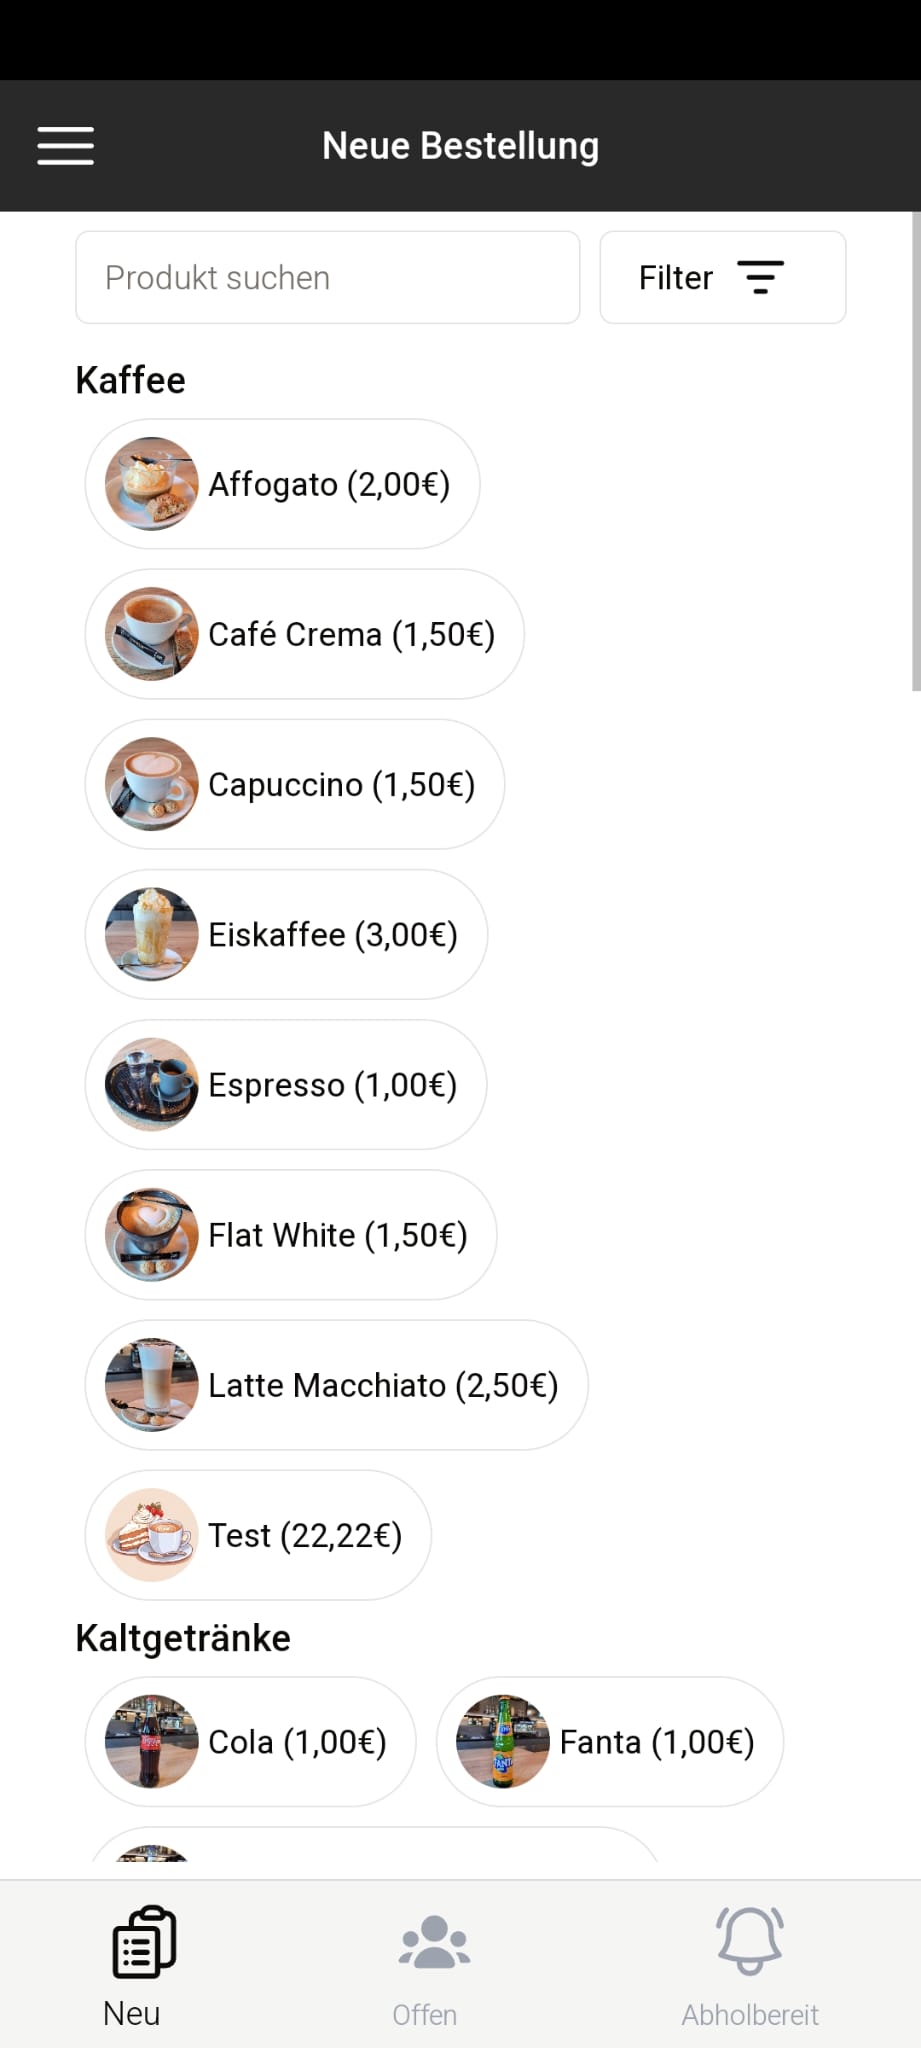 Neue Bestellung
Produkt suchen
Filter
Kaffee
Affogato (2,00€)
Café Crema (1,50€)
Capuccino (1,50€)
Eiskaffee (3,00€)
Espresso (1,00€)
Flat White (1,50€)
Latte Macchiato (2,50€)
Test (22,22€)
Kaltgetränke
Cola (1,00€)
Fanta (1,00€)
Neu
Offen
Abholbereit